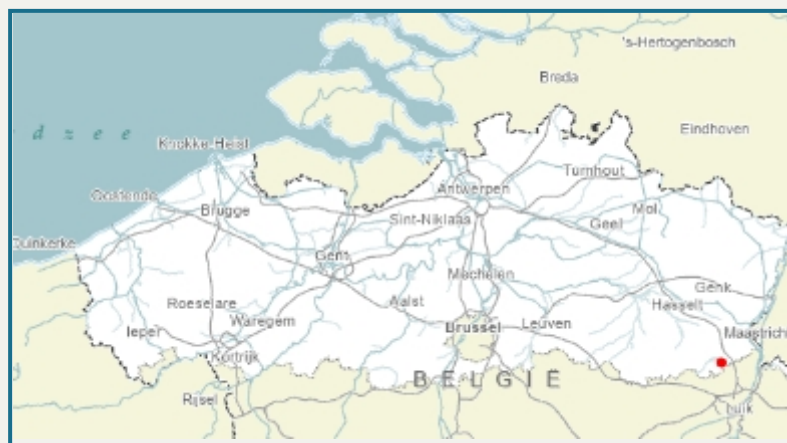 's-Hertogenbosch
Breda
d z e e
Eindhoven
Knokke-Heist
Turnhout
Antwerpen
Oostende
Brugge
Sint-Niklaas
Mol
Geel
Duinkerke
Gent
Mechelen
Genk
Roeselare
Aalst
Hasselt
Waregem
Brussel
Leuven
Ieper
Maastrich
Kortrijk
BELGIË
Rijsel
Luik